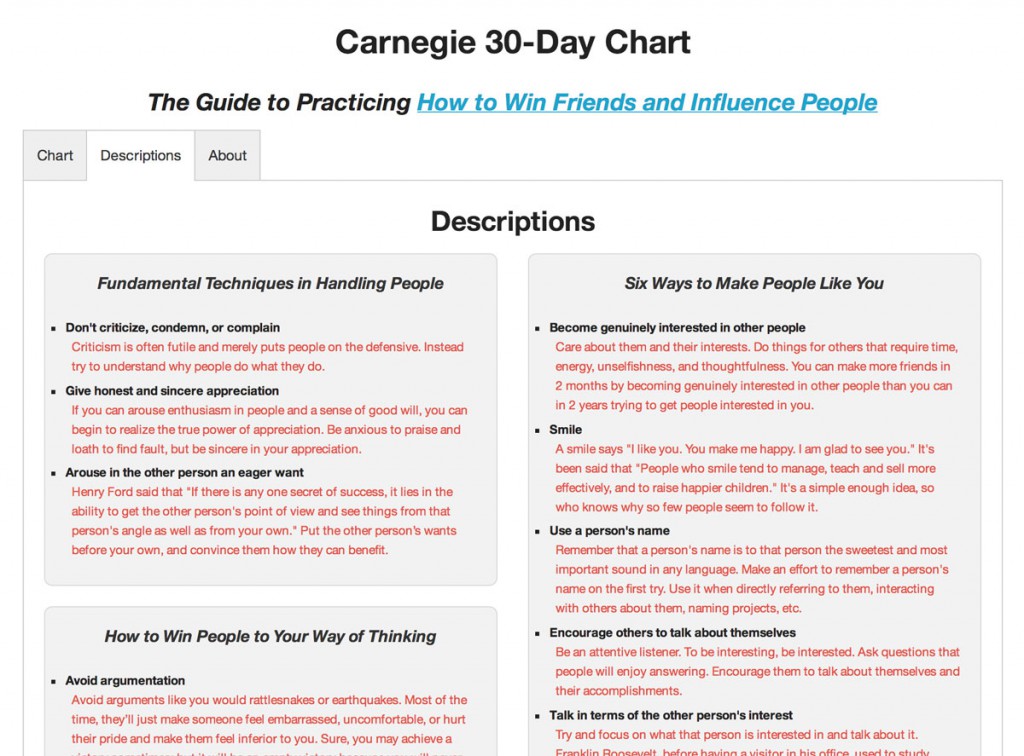 Carnegie 30-Day Chart
The Guide to Practicing How to Win Friends and Influence People
Chart
Descriptions
About
Descriptions
Fundamental Techniques in Handling People
Don't criticize, condemn, or complain
Criticism is often futile and merely puts people on the defensive. Instead
try to understand why people do what they do.
Give honest and sincere appreciation
If you can arouse enthusiasm in people and a sense of good will, you can
begin to realize the true power of appreciation. Be anxious to praise and
loath to find fault, but be sincere in your appreciation.
Arouse in the other person an eager want
Henry Ford said that "If there is any one secret of success, it lies in the
ability to get the other person's point of view and see things from that
person's angle as well as from your own." Put the other person's wants
before your own, and convince them how they can benefit.
How to Win People to Your Way of Thinking
Avoid argumentation
Avoid arguments like you would rattlesnakes or earthquakes. Most of the
time, they'll just make someone feel embarrassed, uncomfortable, or hurt
their pride and make them feel inferior to you. Sure, you may achieve a
Six Ways to Make People Like You
Become genuinely interested in other people
Care about them and their interests. Do things for others that require time,
energy, unselfishness, and thoughtfulness. You can make more friends in
2 months by becoming genuinely interested in other people than you can
in 2 years trying to get people interested in you.
Smile
A smile says "I like you. You make me happy. I am glad to see you." It's
been said that "People who smile tend to manage, teach and sell more
effectively, and to raise happier children." It's a simple enough idea, so
who knows why so few people seem to follow it.
Use a person's name
Remember that a person's name is to that person the sweetest and most
important sound in any language. Make an effort to remember a person's
name on the first try. Use it when directly referring to them, interacting
with others about them, naming projects, etc.
Encourage others to talk about themselves
Be an attentive listener. To be interesting, be interested. Ask questions that
people will enjoy answering. Encourage them to talk about themselves and
their accomplishments.
Talk in terms of the other person's interest
Try and focus on what that person is interested in and talk about it.
Franklin Roosevelt, before having a visitor in his office, used to study